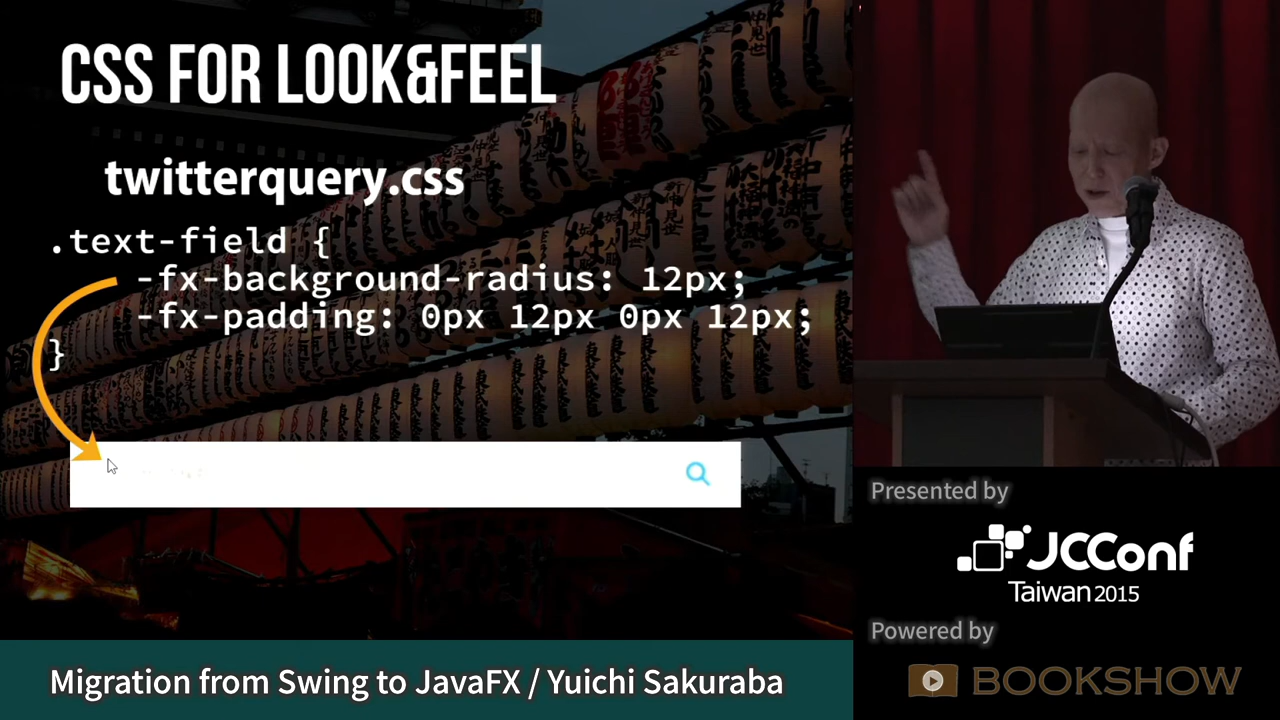 CSS FOR LOOK&FEEL
twitterquery.css
.text-field {
-fx-background-radius: 12px;
-fx-padding: 0px 12px 0px 12px;
}
Presented by
JCConf
Taiwan 2015
Powered by
BOOKSHOW
Migration from Swing to JavaFX / Yuichi Sakuraba